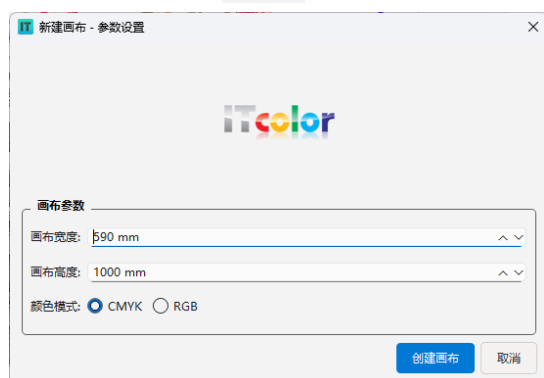 IT 新建画布 - 参数设置
iTcolor
画布参数
画布宽度: 590 mm
画布高度: 1000 mm
颜色模式: CMYK RGB
创建画布 取消